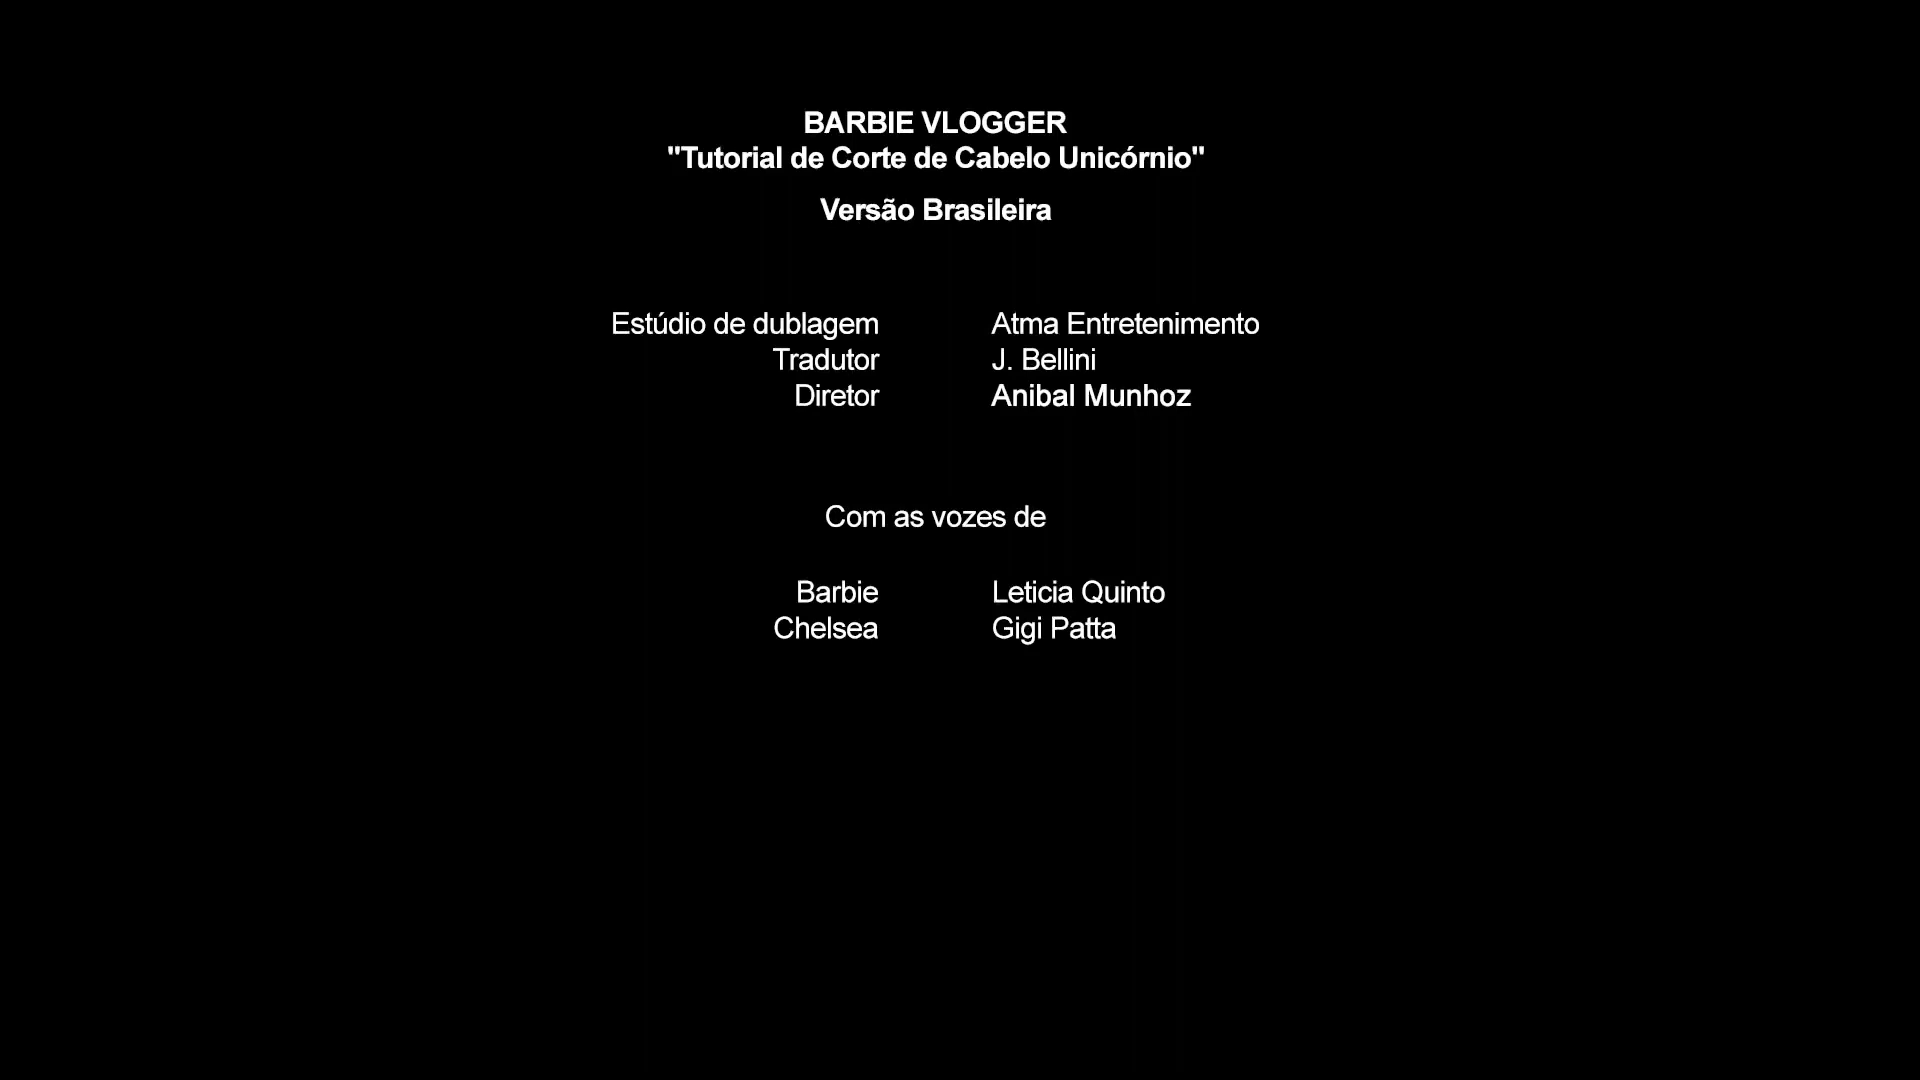 BARBIE VLOGGER
"Tutorial de Corte de Cabelo Unicórnio"
Versão Brasileira
Estúdio de dublagem Atma Entretenimento
Tradutor J. Bellini
Diretor Anibal Munhoz
Com as vozes de
Barbie Leticia Quinto
Chelsea Gigi Patta